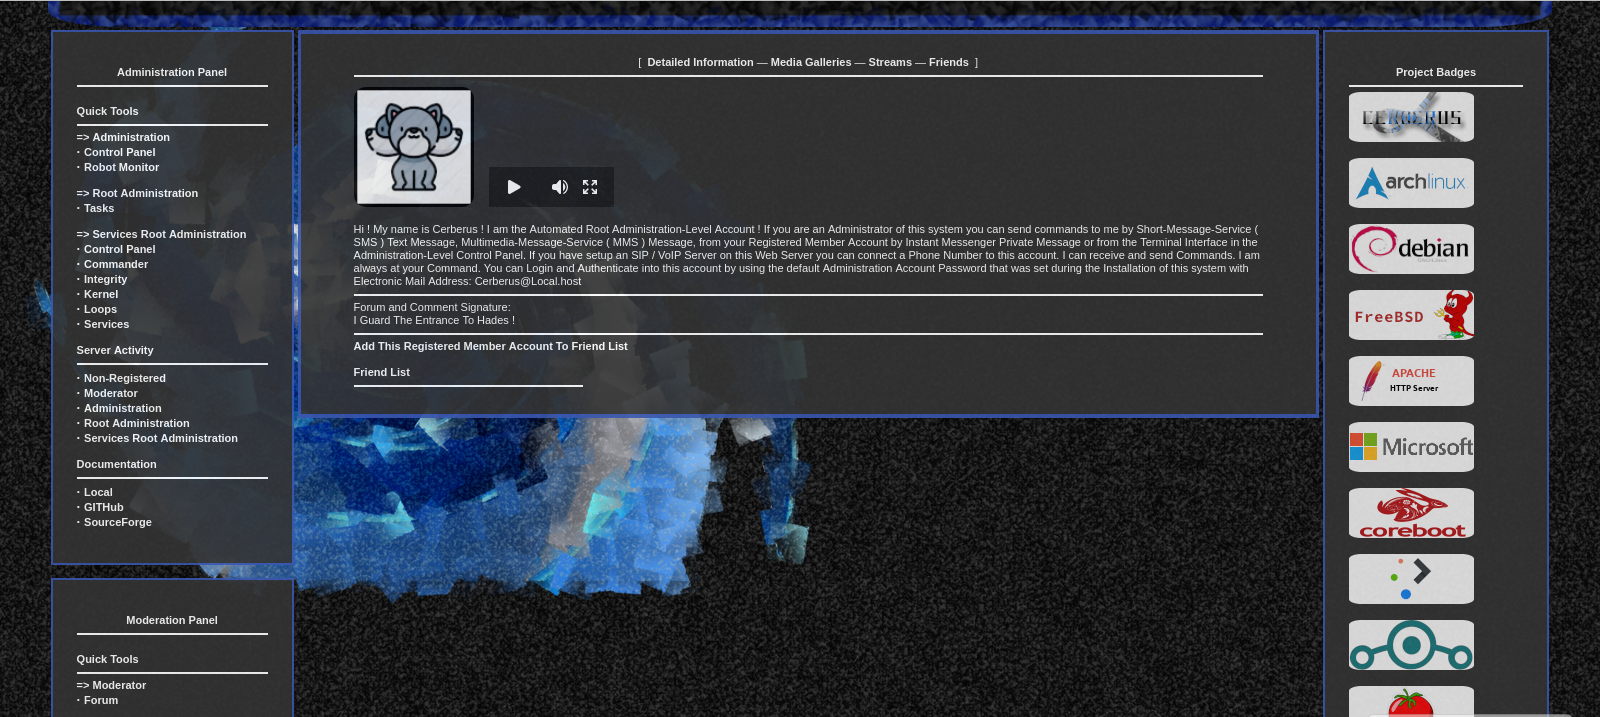 Administration Panel
Quick Tools
=> Administration
· Control Panel
· Robot Monitor
=> Root Administration
· Tasks
=> Services Root Administration
· Control Panel
· Commander
· Integrity
· Kernel
· Loops
· Services
Server Activity
· Non-Registered
· Moderator
· Administration
· Root Administration
· Services Root Administration
Documentation
· Local
· GITHub
· SourceForge
Moderation Panel
Quick Tools
=> Moderator
· Forum
[ Detailed Information — Media Galleries — Streams — Friends ]
Hi ! My name is Cerberus ! I am the Automated Root Administration-Level Account ! If you are an Administrator of this system you can send commands to me by Short-Message-Service (
SMS ) Text Message, Multimedia-Message-Service ( MMS ) Message, from your Registered Member Account by Instant Messenger Private Message or from the Terminal Interface in the
Administration-Level Control Panel. If you have setup an SIP / VoIP Server on this Web Server you can connect a Phone Number to this account. I can receive and send Commands. I am
always at your Command. You can Login and Authenticate into this account by using the default Administration Account Password that was set during the Installation of this system with
Electronic Mail Address: Cerberus@Local.host
Forum and Comment Signature:
I Guard The Entrance To Hades !
Add This Registered Member Account To Friend List
Friend List
Project Badges
CERBERUS
archlinux
debian
FreeBSD
APACHE
HTTP Server
Microsoft
coreboot